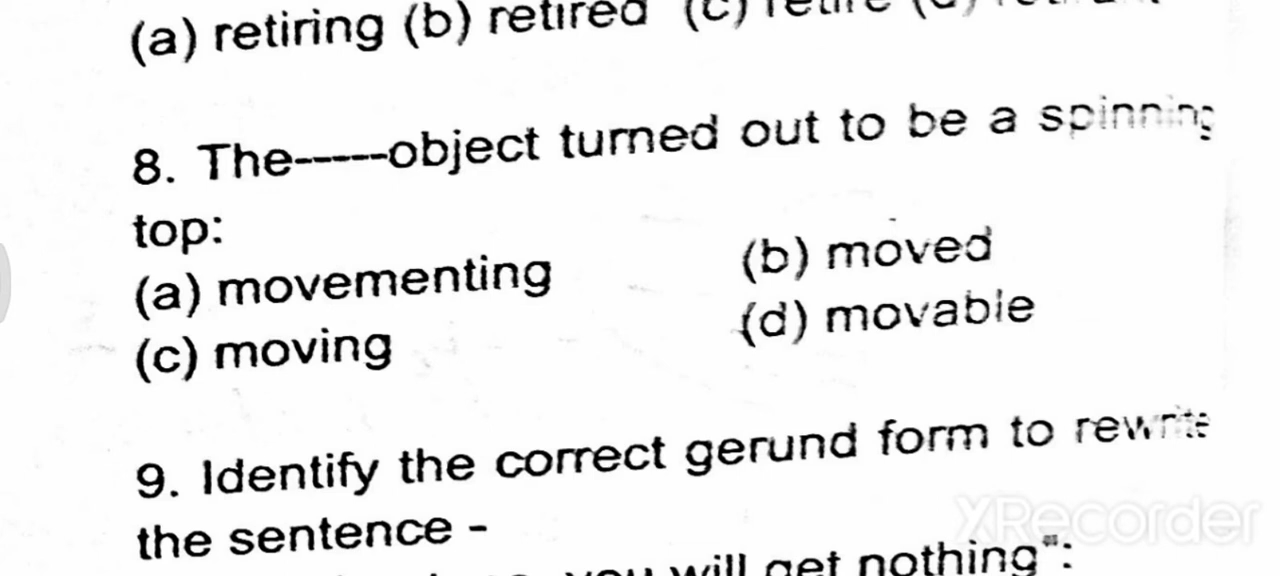 (a) retiring (b) retired (c)
8. The-----object turned out to be a spinning
top:
(a) movementing (b) moved
(c) moving (d) movable
9. Identify the correct gerund form to rewrite
the sentence -
you will get nothing":
XRecorder